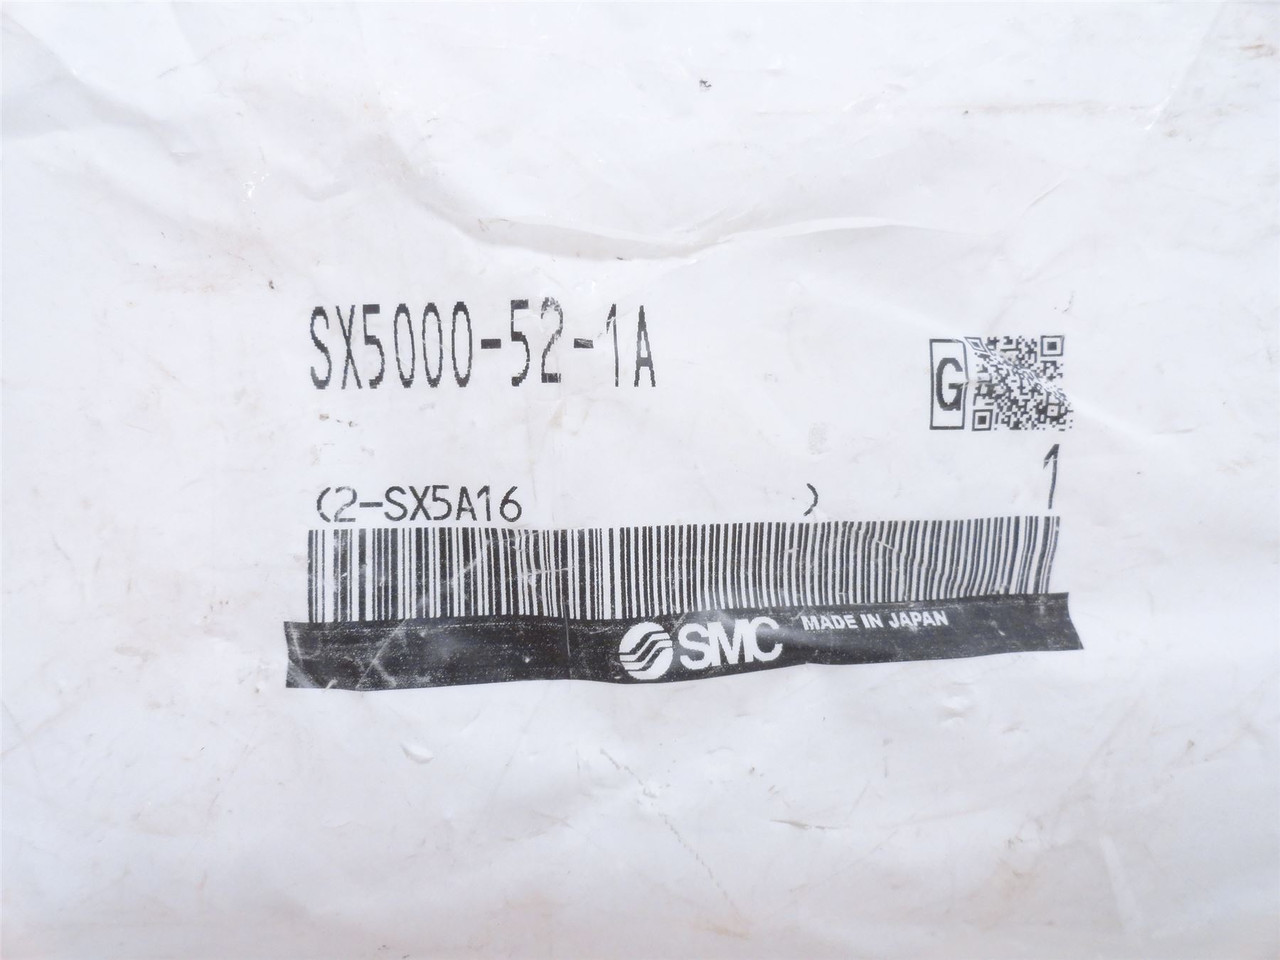 SX5000-52-1A
G
1
(2-SX5A16 )
SMC MADE IN JAPAN